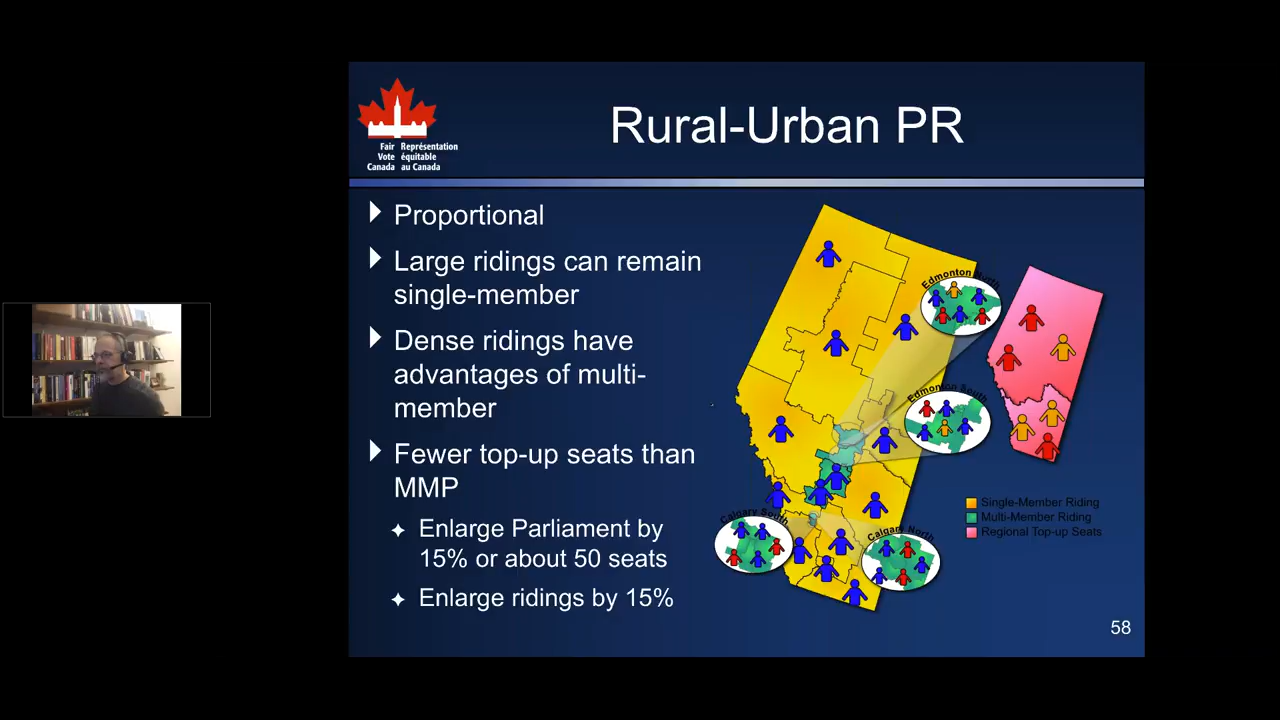 Rural-Urban PR
Fair Représentation
Vote équitable
Canada au Canada
Proportional
Large ridings can remain
single-member
Dense ridings have
advantages of multi-
member
Fewer top-up seats than
MMP
Enlarge Parliament by
15% or about 50 seats
Enlarge ridings by 15%
Edmonton North
Edmonton South
Calgary South
Calgary North
Single-Member Riding
Multi-Member Riding
Regional Top-up Seats
58